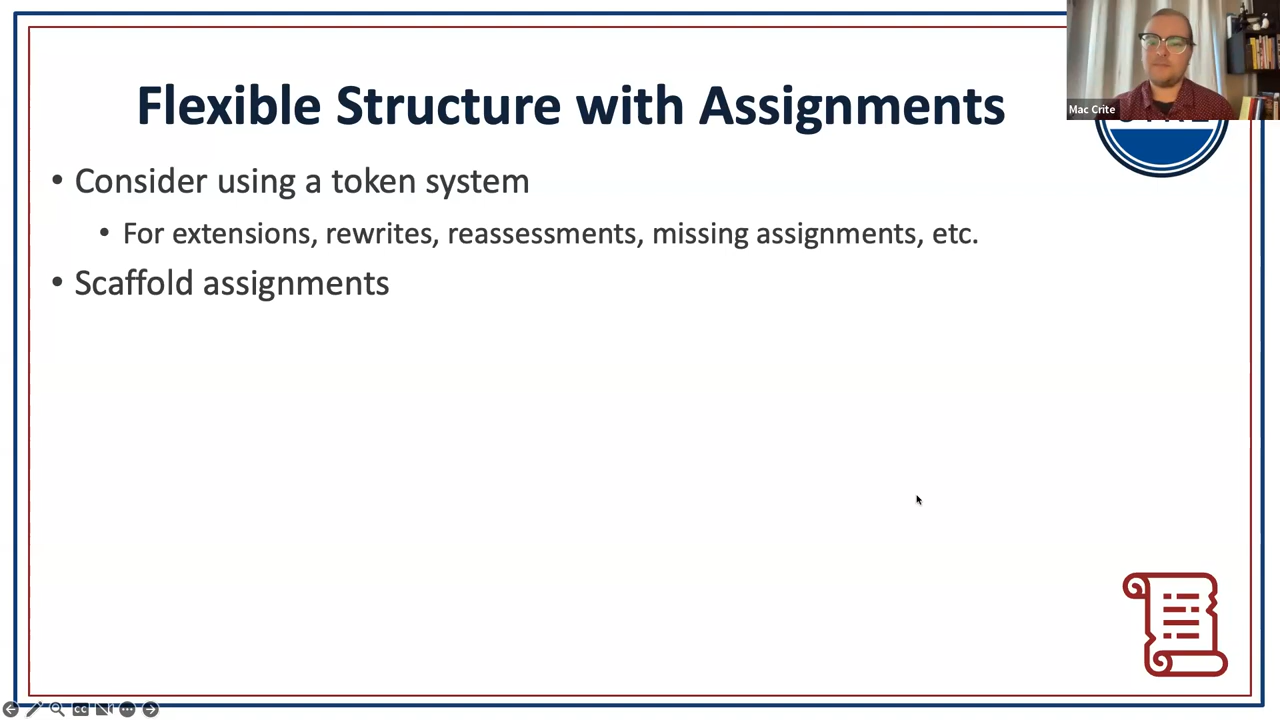 Flexible Structure with Assignments
Mac Crite
• Consider using a token system
• For extensions, rewrites, reassessments, missing assignments, etc.
• Scaffold assignments
CC